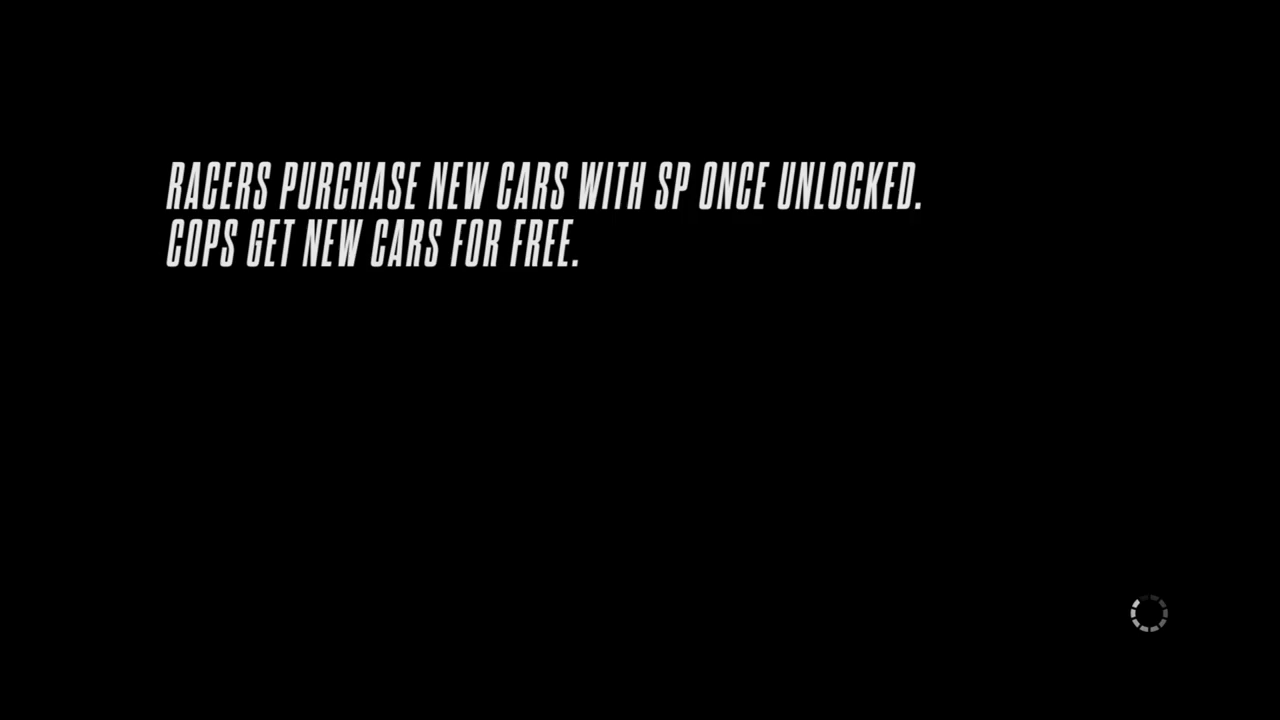 RACERS PURCHASE NEW CARS WITH SP ONCE UNLOCKED.
COPS GET NEW CARS FOR FREE.